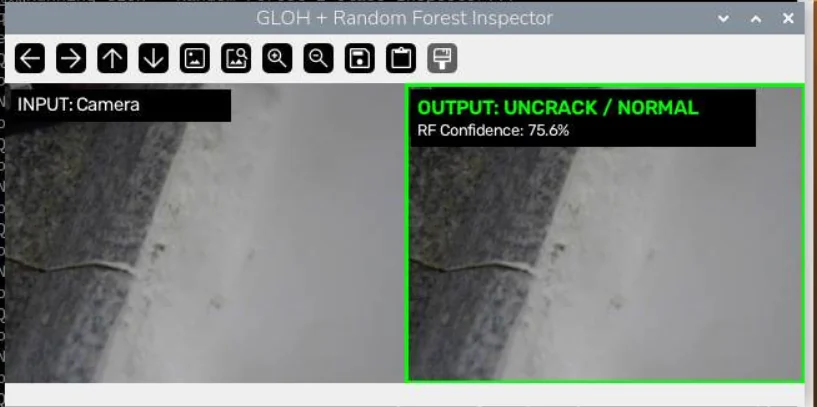 GLOH + Random Forest Inspector
INPUT: Camera
OUTPUT: UNCRACK / NORMAL
RF Confidence: 75.6%